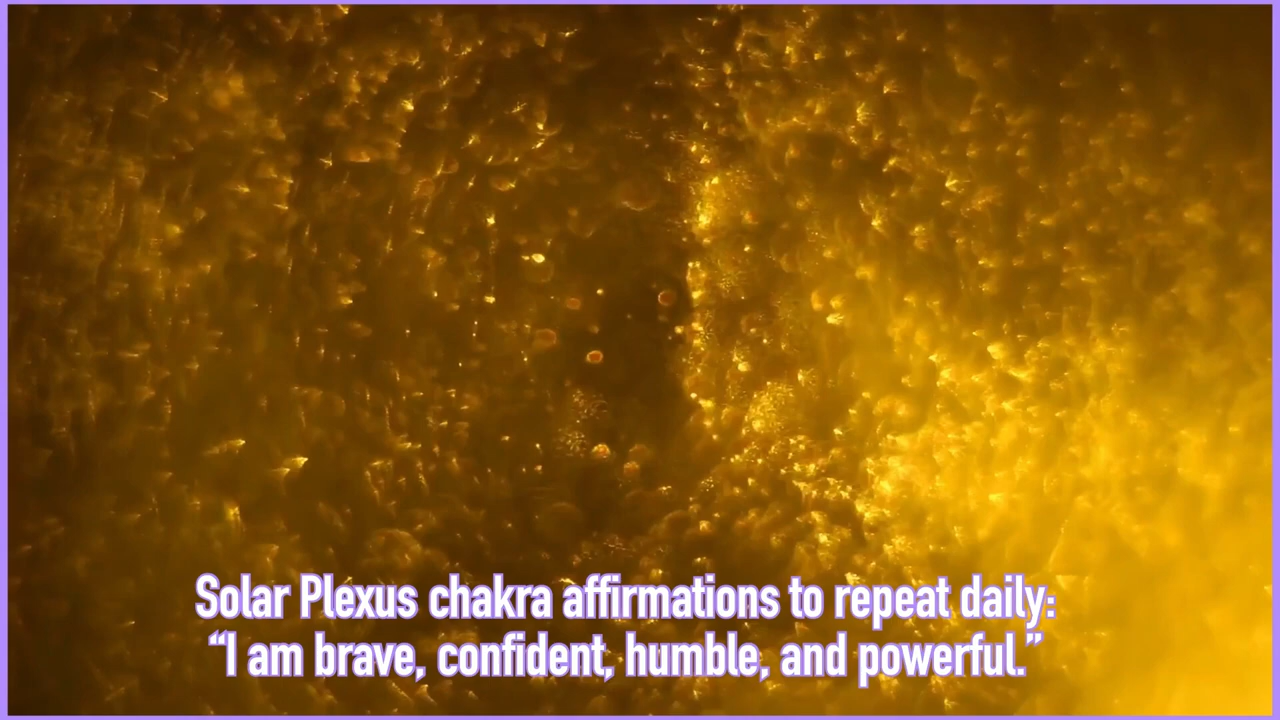 Solar Plexus chakra affirmations to repeat daily:
“I am brave, confident, humble, and powerful.”